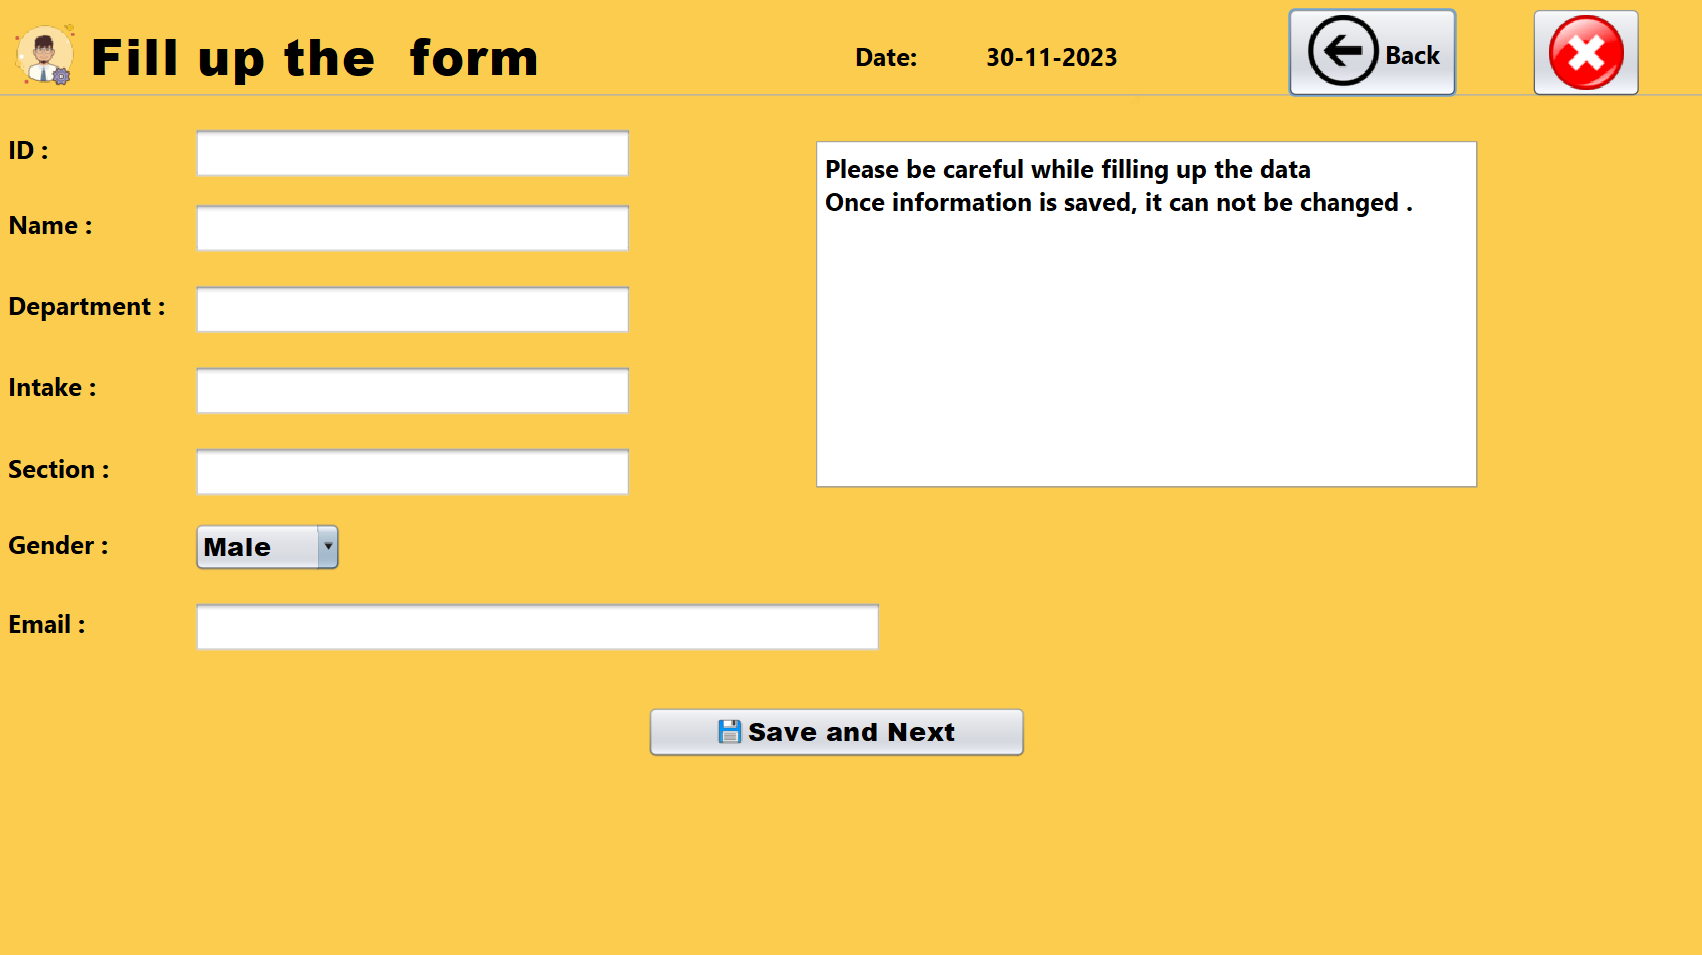 Fill up the  form
Date: 30-11-2023
Back
ID :
Name :
Department :
Intake :
Section :
Gender : Male
Email :
Please be careful while filling up the data
Once information is saved, it can not be changed .
Save and Next